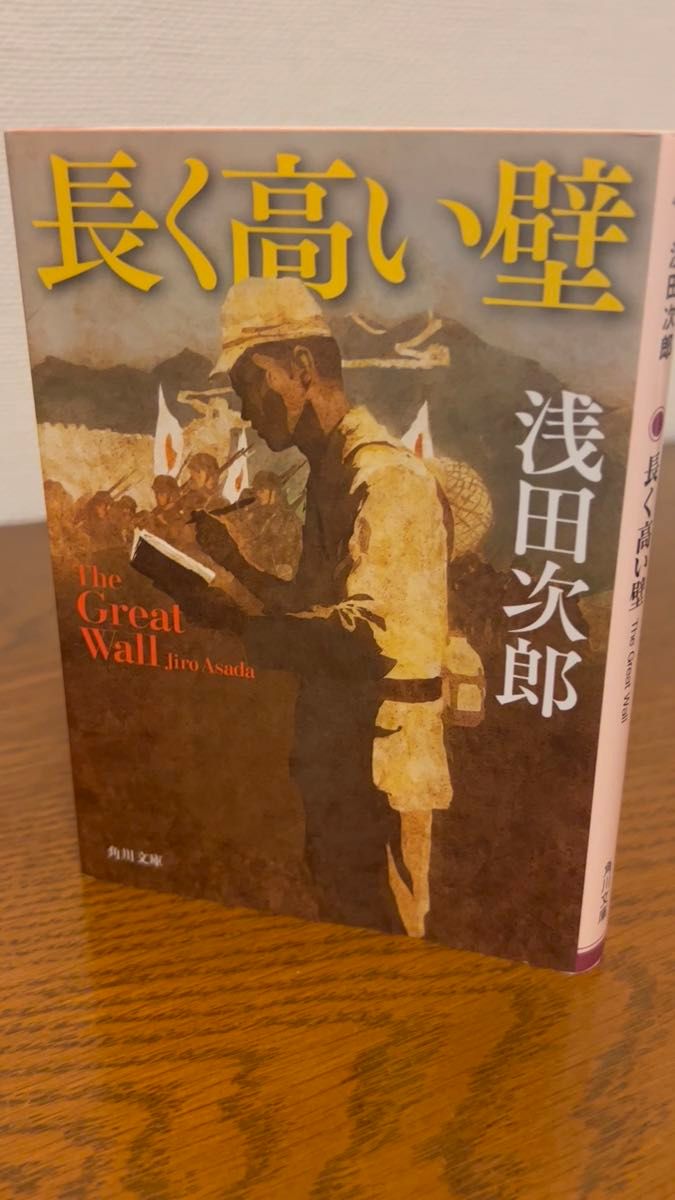 長く高い壁
浅田次郎
The
Great
Wall Jiro Asada
角川文庫
浅田次郎
長く高い壁 The Great Wall
角川文庫